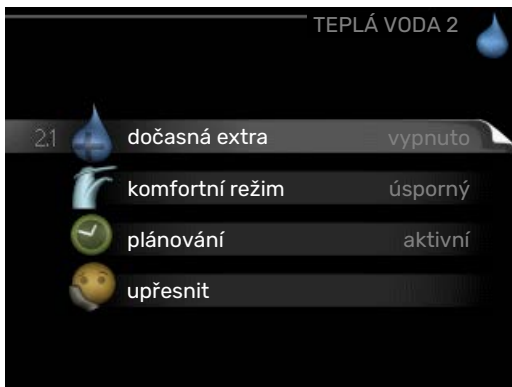 TEPLÁ VODA 2
2.1 dočasná extra vypnuto
komfortní režim úsporný
plánování aktivní
upřesnit